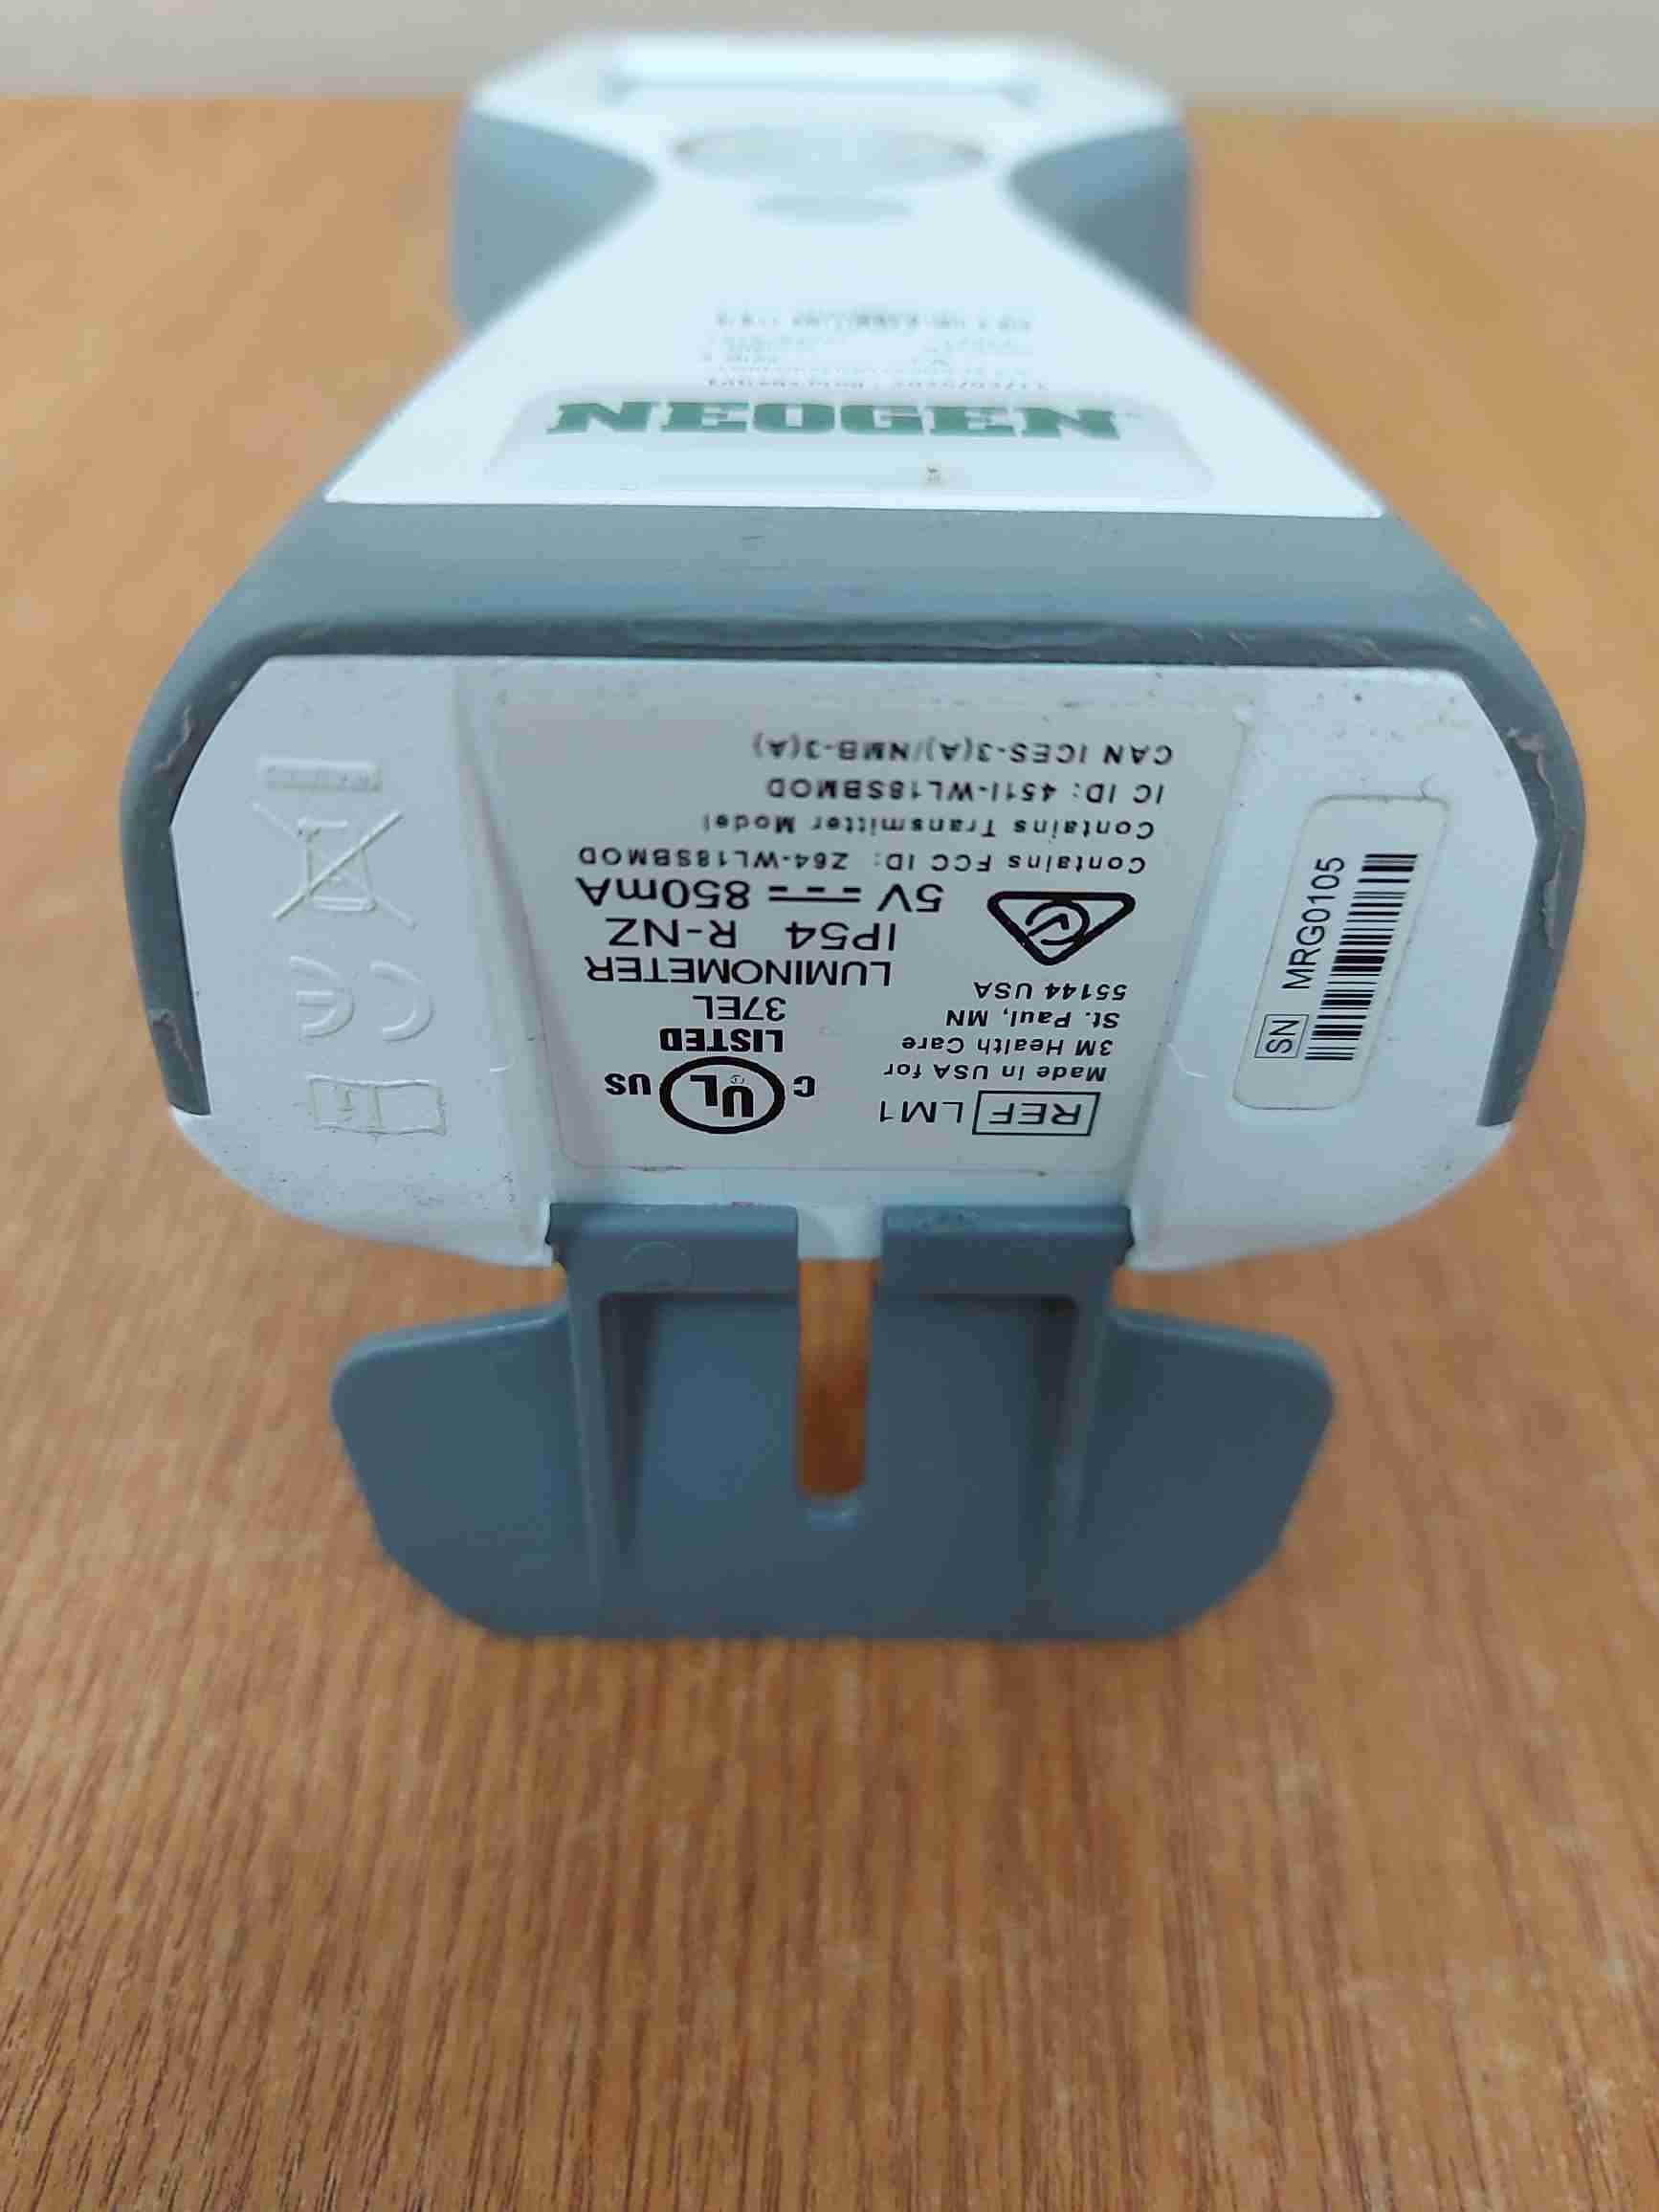 NEOGEN
REF LM1
Made in USA for
3M Health Care
St. Paul, MN
55144 USA
C UL US
LISTED
37EL
LUMINOMETER
IP54 R-NZ
5V 850mA
Contains FCC ID: Z64-WL18SBMOD
Contains Transmitter Model
IC ID: 451I-WL18SBMOD
CAN ICES-3(A)/NMB-3(A)
SN MRG0105
CE